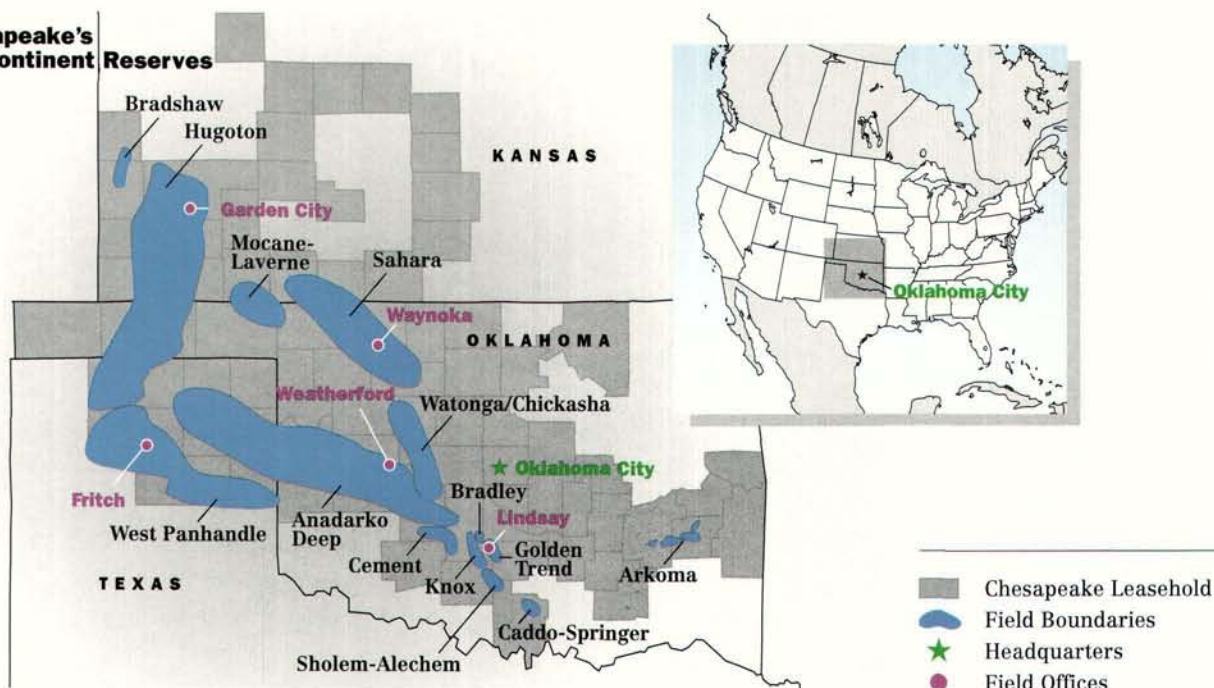 apeake's
ontinent Reserves
Bradshaw
Hugoton
KANSAS
Garden City
Mocane-
Laverne
Sahara
Waynoka
OKLAHOMA
Oklahoma City
Weatherford
Watonga/Chickasha
Oklahoma City
Bradley
Fritch
Lindsay
West Panhandle
Anadarko
Deep
Cement
Golden
Trend
Knox
Arkoma
TEXAS
Caddo-Springer
Sholem-Alechem
Chesapeake Leasehold
Field Boundaries
Headquarters
Field Offices